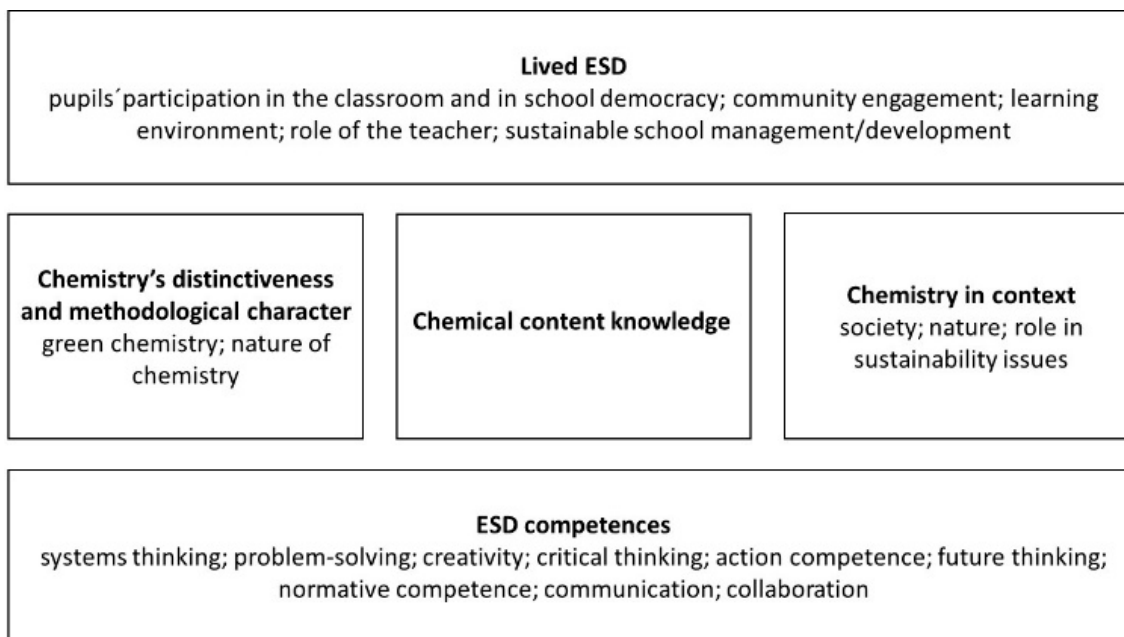 Lived ESD
pupils´participation in the classroom and in school democracy; community engagement; learning
environment; role of the teacher; sustainable school management/development
Chemistry’s distinctiveness
and methodological character
green chemistry; nature of
chemistry
Chemical content knowledge
Chemistry in context
society; nature; role in
sustainability issues
ESD competences
systems thinking; problem-solving; creativity; critical thinking; action competence; future thinking;
normative competence; communication; collaboration